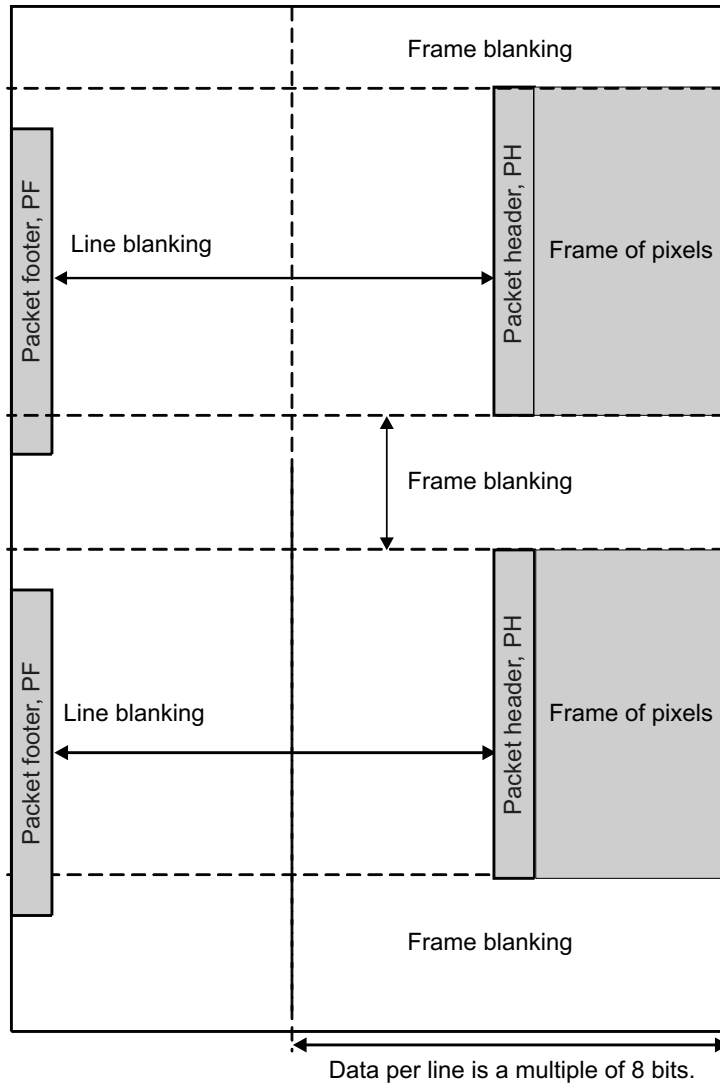 Frame blanking
Packet footer, PF
Line blanking
Packet header, PH
Frame of pixels
Frame blanking
Packet footer, PF
Line blanking
Packet header, PH
Frame of pixels
Frame blanking
Data per line is a multiple of 8 bits.